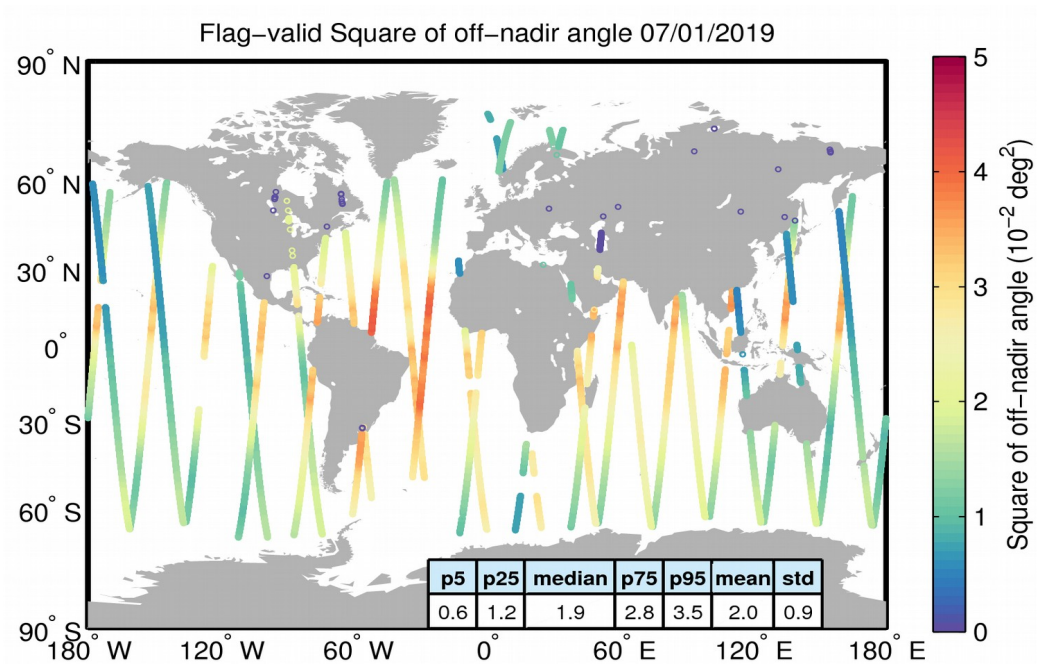 Flag–valid Square of off–nadir angle 07/01/2019
90° N
60° N
30° N
0°
30° S
60° S
90° S
180° W
120° W
60° W
0°
60° E
120° E
180° E
p5 p25 median p75 p95 mean std
0.6 1.2 1.9 2.8 3.5 2.0 0.9
5
4
3
2
1
0
Square of off–nadir angle (10⁻² deg²)